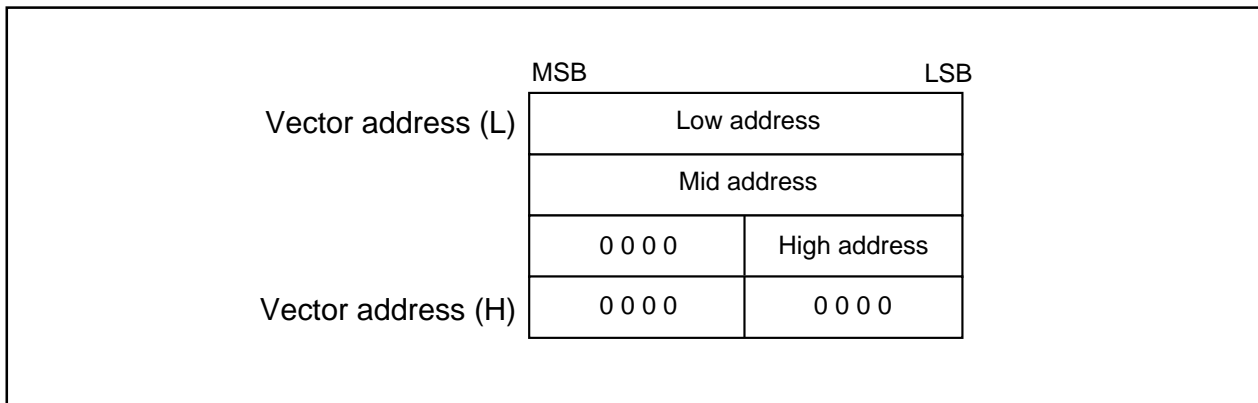 MSB LSB
Vector address (L) Low address
Mid address
0 0 0 0 High address
Vector address (H) 0 0 0 0 0 0 0 0